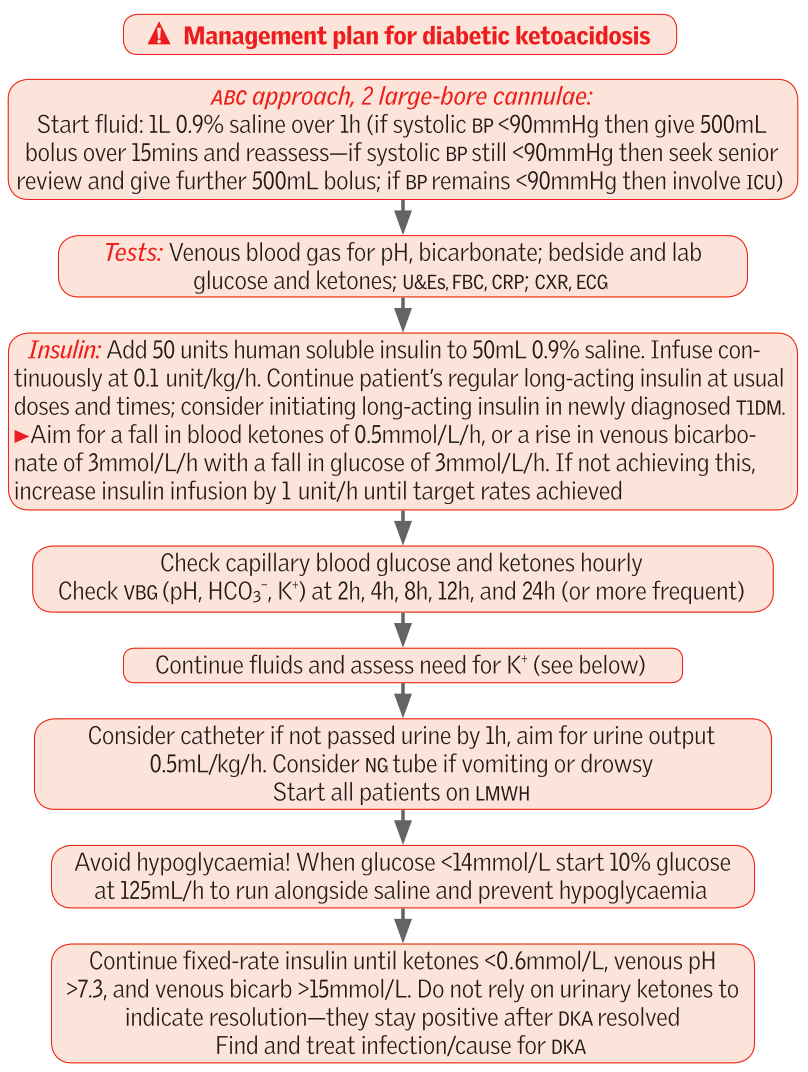 Management plan for diabetic ketoacidosis
ABC approach, 2 large-bore cannulae:
Start fluid: 1L 0.9% saline over 1h (if systolic BP <90mmHg then give 500mL
bolus over 15mins and reassess—if systolic BP still <90mmHg then seek senior
review and give further 500mL bolus; if BP remains <90mmHg then involve ICU)
Tests: Venous blood gas for pH, bicarbonate; bedside and lab
glucose and ketones; U&Es, FBC, CRP; CXR, ECG
Insulin: Add 50 units human soluble insulin to 50mL 0.9% saline. Infuse con-
tinuously at 0.1 unit/kg/h. Continue patient's regular long-acting insulin at usual
doses and times; consider initiating long-acting insulin in newly diagnosed T1DM.
►Aim for a fall in blood ketones of 0.5mmol/L/h, or a rise in venous bicarbo-
nate of 3mmol/L/h with a fall in glucose of 3mmol/L/h. If not achieving this,
increase insulin infusion by 1 unit/h until target rates achieved
Check capillary blood glucose and ketones hourly
Check VBG (pH, HCO₃⁻, K⁺) at 2h, 4h, 8h, 12h, and 24h (or more frequent)
Continue fluids and assess need for K⁺ (see below)
Consider catheter if not passed urine by 1h, aim for urine output
0.5mL/kg/h. Consider NG tube if vomiting or drowsy
Start all patients on LMWH
Avoid hypoglycaemia! When glucose <14mmol/L start 10% glucose
at 125mL/h to run alongside saline and prevent hypoglycaemia
Continue fixed-rate insulin until ketones <0.6mmol/L, venous pH
>7.3, and venous bicarb >15mmol/L. Do not rely on urinary ketones to
indicate resolution—they stay positive after DKA resolved
Find and treat infection/cause for DKA